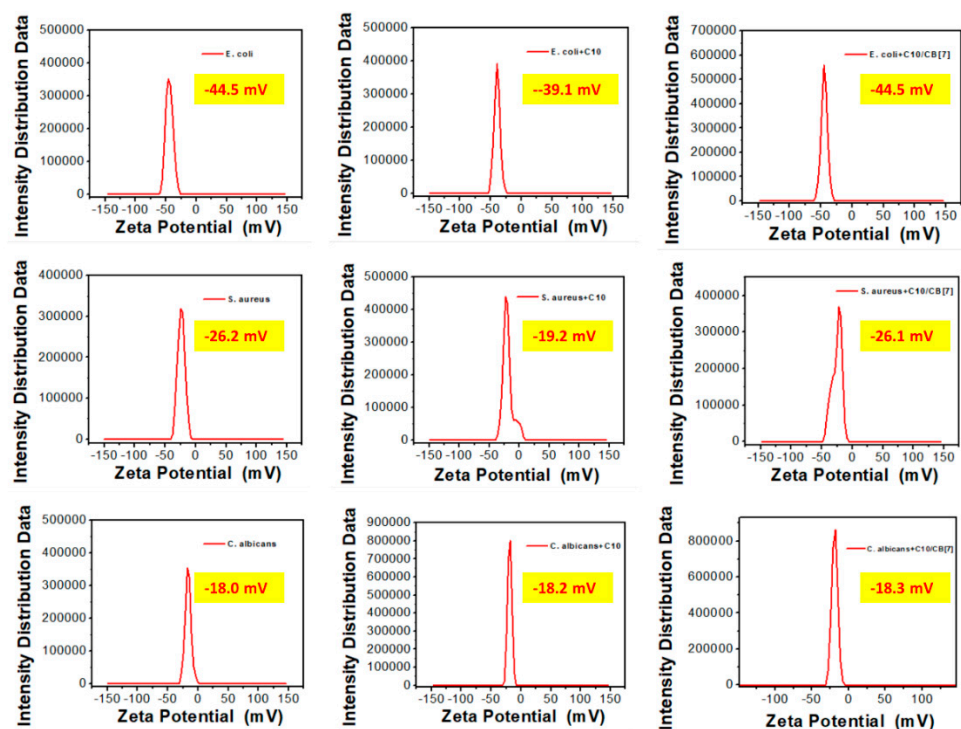 Intensity Distribution Data
500000
400000
300000
200000
100000
0
E. coli
-44.5 mV
-150 -100 -50 0 50 100 150
Zeta Potential (mV)
Intensity Distribution Data
500000
400000
300000
200000
100000
0
E. coli+C10
--39.1 mV
-150 -100 -50 0 50 100 150
Zeta Potential (mV)
Intensity Distribution Data
700000
600000
500000
400000
300000
200000
100000
0
E. coli+C10/CB[7]
-44.5 mV
-150 -100 -50 0 50 100 150
Zeta Potential (mV)
Intensity Distribution Data
400000
300000
200000
100000
0
S. aureus
-26.2 mV
-150 -100 -50 0 50 100 150
Zeta Potential (mV)
Intensity Distribution Data
500000
400000
300000
200000
100000
0
S. aureus+C10
-19.2 mV
-150 -100 -50 0 50 100 150
Zeta Potential (mV)
Intensity Distribution Data
400000
300000
200000
100000
0
S. aureus+C10/CB[7]
-26.1 mV
-150 -100 -50 0 50 100 150
Zeta Potential (mV)
Intensity Distribution Data
500000
400000
300000
200000
100000
0
C. albicans
-18.0 mV
-150 -100 -50 0 50 100 150
Zeta Potential (mV)
Intensity Distribution Data
900000
800000
700000
600000
500000
400000
300000
200000
100000
0
C. albicans+C10
-18.2 mV
-150 -100 -50 0 50 100 150
Zeta Potential (mV)
Intensity Distribution Data
800000
600000
400000
200000
0
C. albicans+C10/CB[7]
-18.3 mV
-100 -50 0 50 100
Zeta Potential (mV)